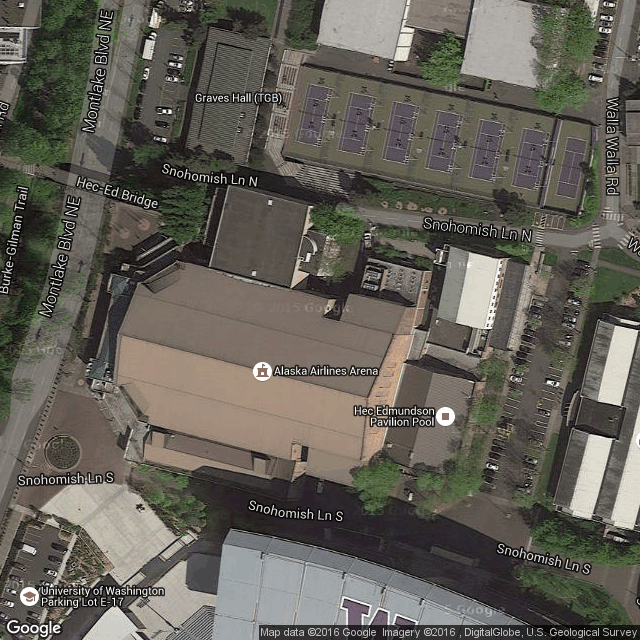 Montlake Blvd NE
Graves Hall (TGB)
Walla Walla Rd
Snohomish Ln N
Hec-Ed Bridge
Burke-Gilman Trail
Montlake Blvd NE
Snohomish Ln N
© 2015 Google
Alaska Airlines Arena
Hec Edmundson
Pavilion Pool
Snohomish Ln S
Snohomish Ln S
Snohomish Ln S
University of Washington
Parking Lot E-17
W
Google
Map data ©2016 Google Imagery ©2016 , DigitalGlobe, U.S. Geological Survey